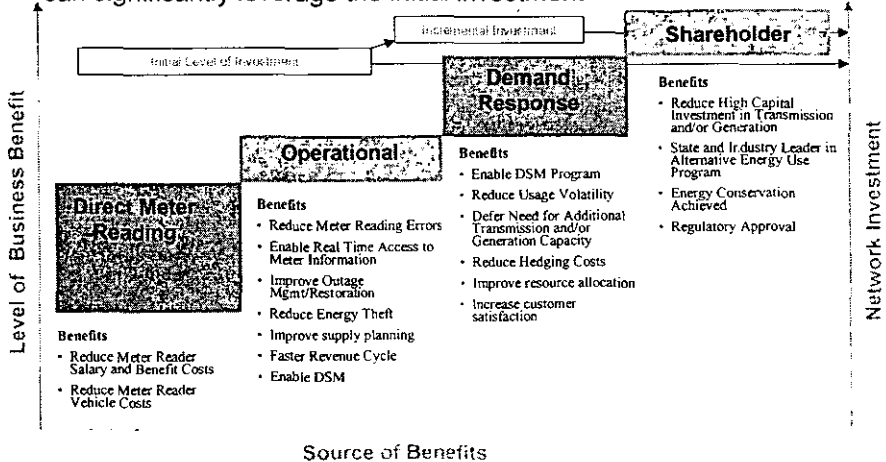 can significantly leverage the initial investment
Incremental Investment
Shareholder
Initial Level of Investment
Demand
Response
Operational
Direct Meter
Reading
Level of Business Benefit
Network Investment
Benefits
• Reduce Meter Reader
Salary and Benefit Costs
• Reduce Meter Reader
Vehicle Costs
Benefits
• Reduce Meter Reading Errors
• Enable Real Time Access to
Meter Information
• Improve Outage
Mgmt/Restoration
• Reduce Energy Theft
• Improve supply planning
• Faster Revenue Cycle
• Enable DSM
Benefits
• Enable DSM Program
• Reduce Usage Volatility
• Defer Need for Additional
Transmission and/or
Generation Capacity
• Reduce Hedging Costs
• Improve resource allocation
• Increase customer
satisfaction
Benefits
• Reduce High Capital
Investment in Transmission
and/or Generation
• State and Industry Leader in
Alternative Energy Use
Program
• Energy Conservation
Achieved
• Regulatory Approval
Source of Benefits